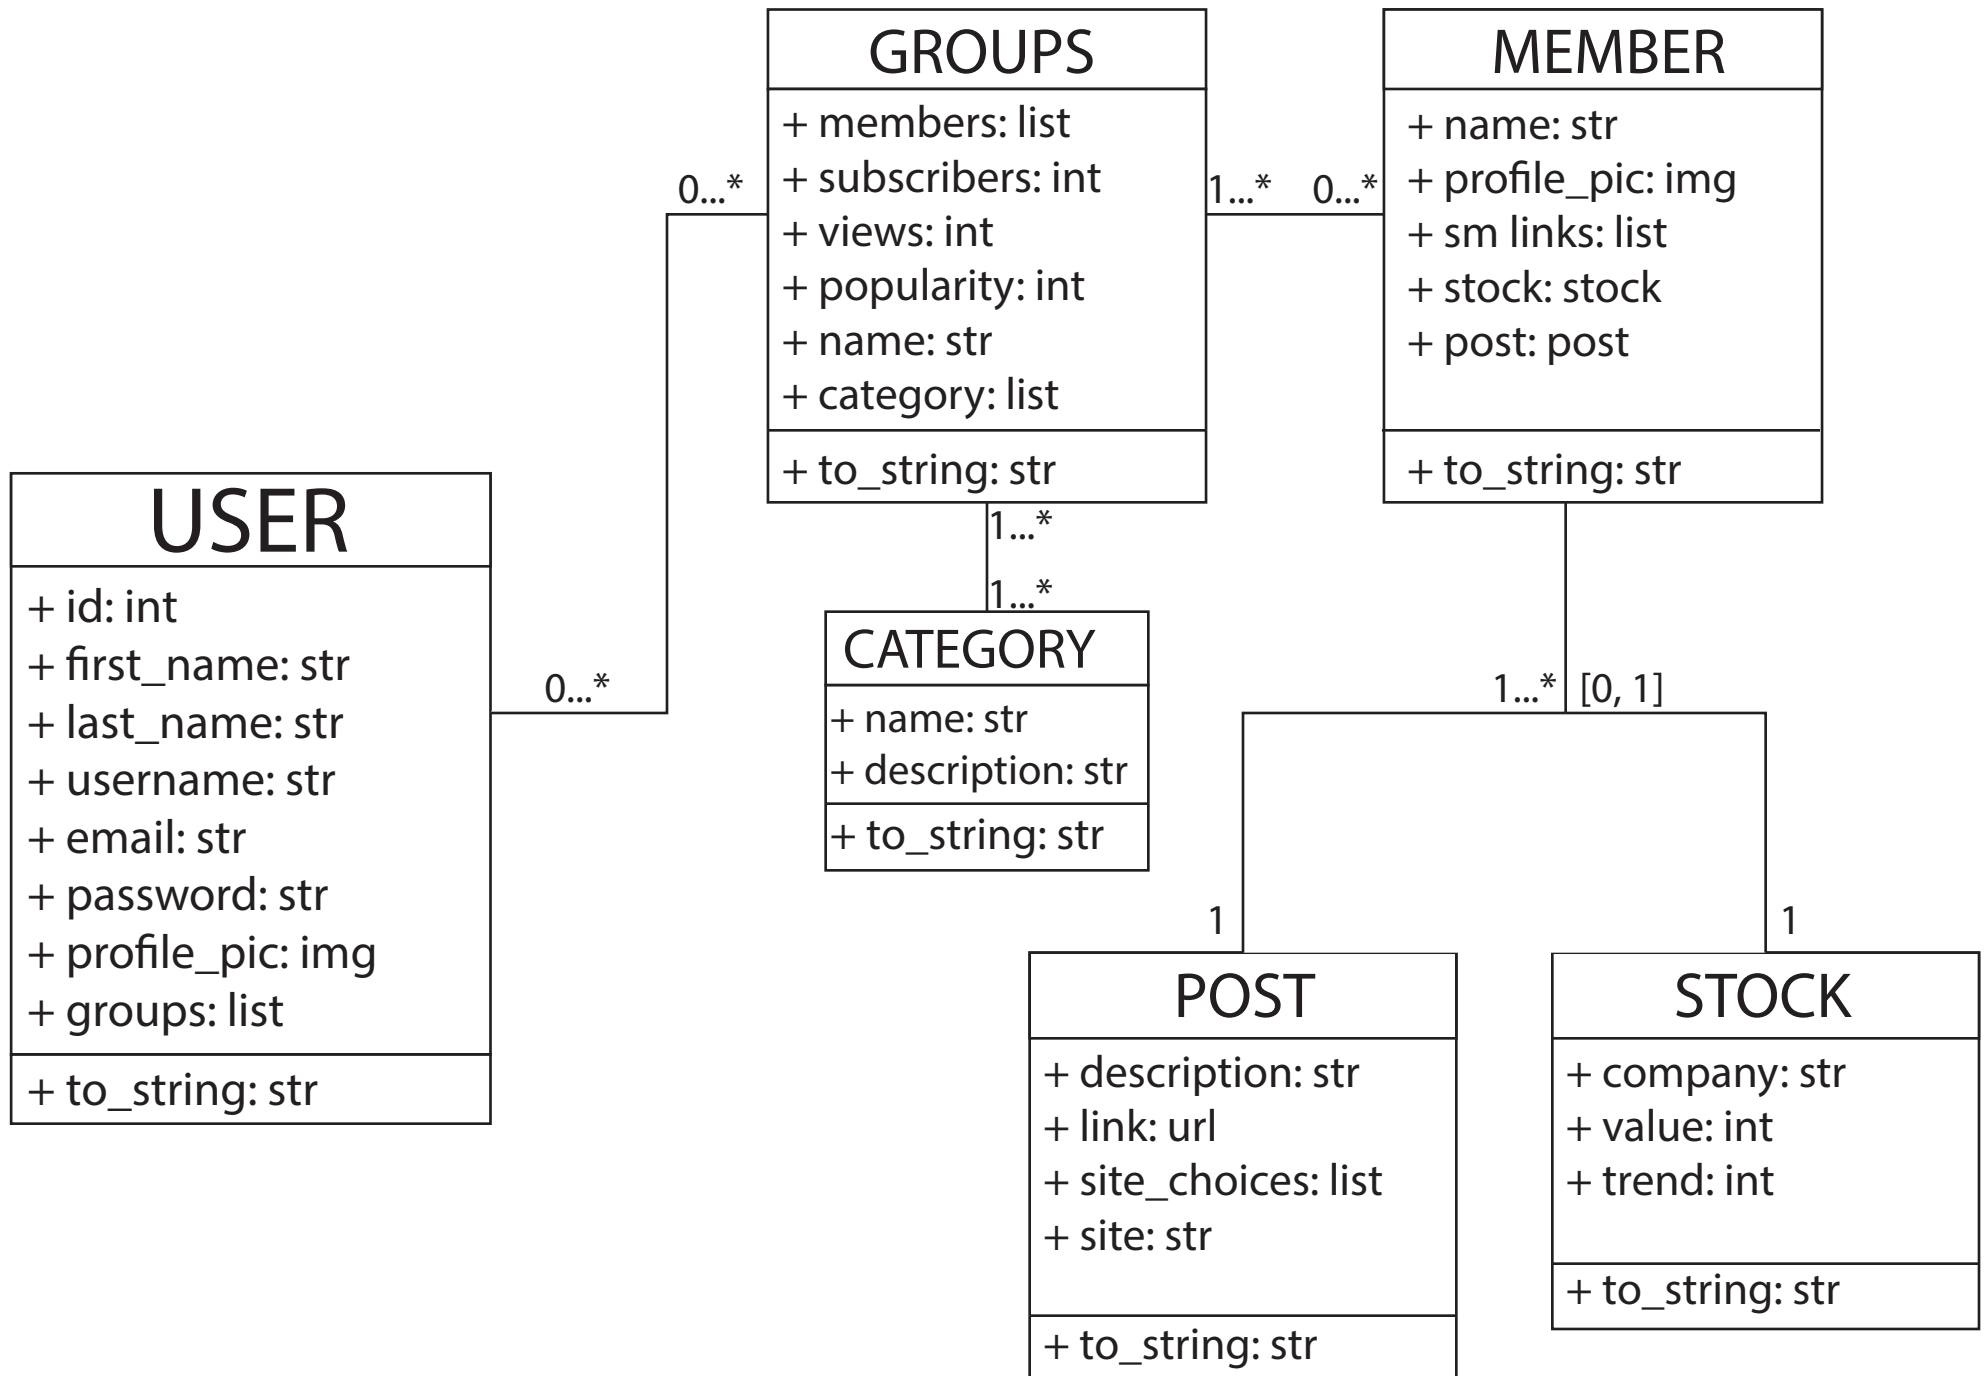 GROUPS
+ members: list
+ subscribers: int
+ views: int
+ popularity: int
+ name: str
+ category: list
+ to_string: str
MEMBER
+ name: str
+ profile_pic: img
+ sm links: list
+ stock: stock
+ post: post
+ to_string: str
0...*
1...*
0...*
USER
+ id: int
+ first_name: str
+ last_name: str
+ username: str
+ email: str
+ password: str
+ profile_pic: img
+ groups: list
+ to_string: str
0...*
1...*
1...*
CATEGORY
+ name: str
+ description: str
+ to_string: str
1...*
[0, 1]
1
1
POST
+ description: str
+ link: url
+ site_choices: list
+ site: str
+ to_string: str
STOCK
+ company: str
+ value: int
+ trend: int
+ to_string: str